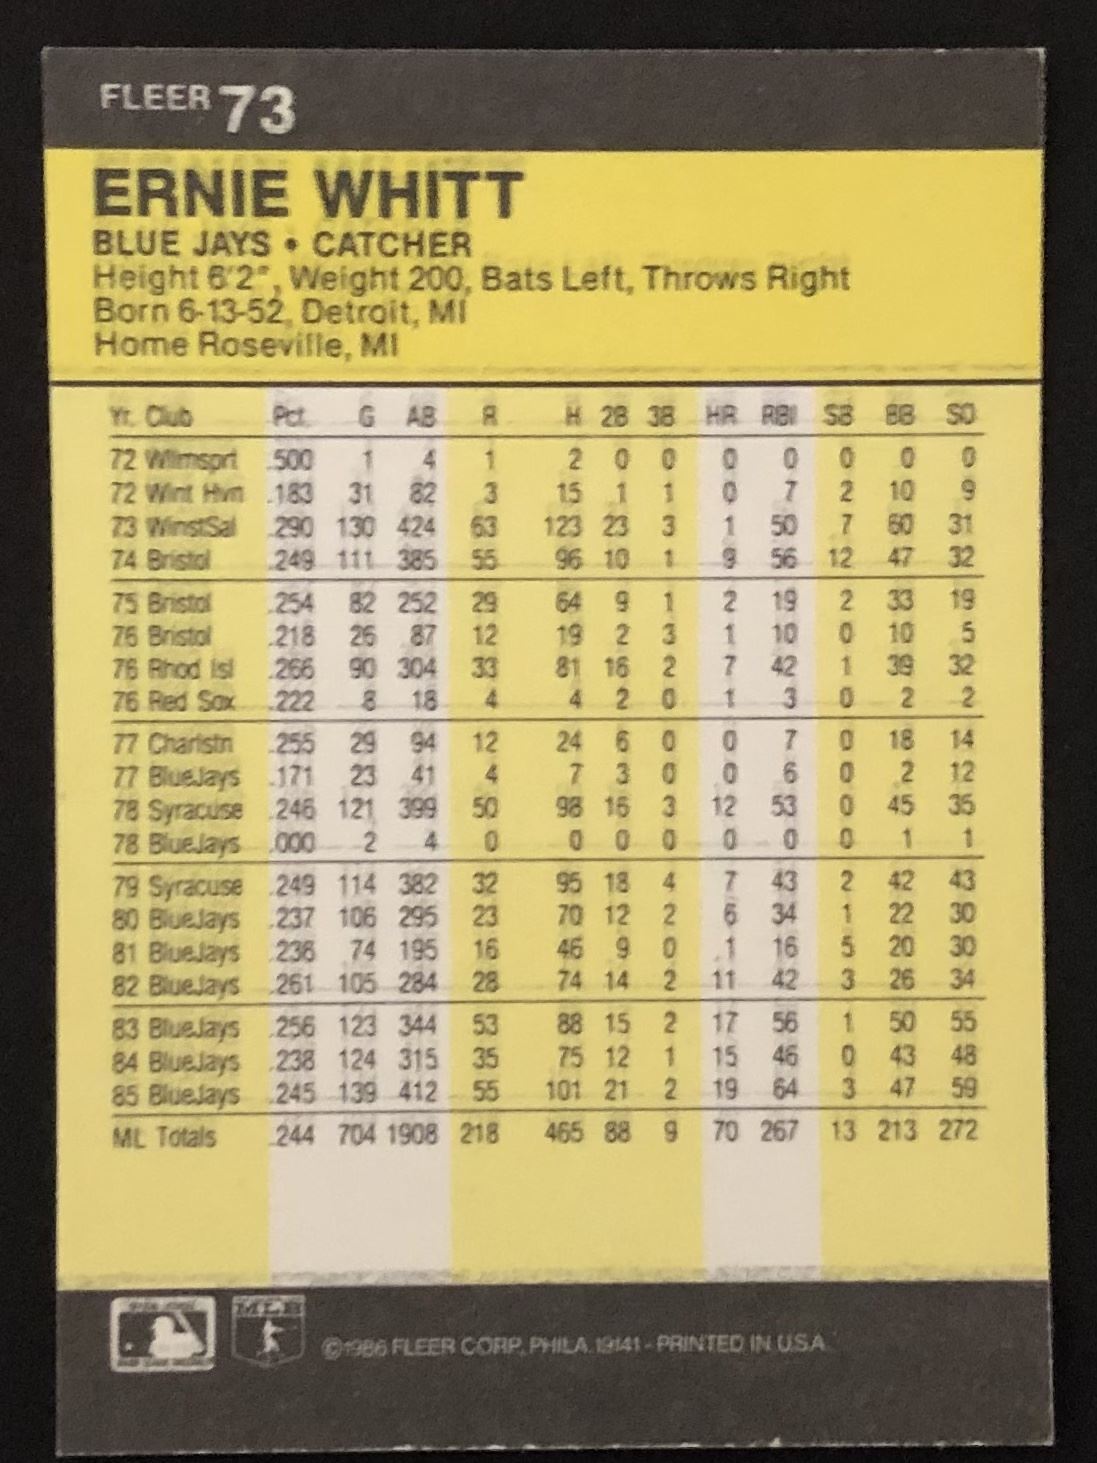 FLEER 73
ERNIE WHITT
BLUE JAYS • CATCHER
Height 6'2", Weight 200, Bats Left, Throws Right
Born 6-13-52, Detroit, MI
Home Roseville, MI
Yr. Club Pct. G AB R H 2B 3B HR RBI SB BB SO
72 Wlmsprt .500 1 4 1 2 0 0 0 0 0 0 0
72 Wint Hvn .183 31 82 3 15 1 1 0 7 2 10 9
73 WinstSal .290 130 424 63 123 23 3 1 50 7 60 31
74 Bristol .249 111 385 55 96 10 1 9 56 12 47 32
75 Bristol .254 82 252 29 64 9 1 2 19 2 33 19
76 Bristol .218 26 87 12 19 2 3 1 10 0 10 5
76 Rhod Isl .266 90 304 33 81 16 2 7 42 1 39 32
76 Red Sox .222 8 18 4 4 2 0 1 3 0 2 2
77 Charlstn .255 29 94 12 24 6 0 0 7 0 18 14
77 BlueJays .171 23 41 4 7 3 0 0 6 0 2 12
78 Syracuse .246 121 399 50 98 16 3 12 53 0 45 35
78 BlueJays .000 2 4 0 0 0 0 0 0 0 1 1
79 Syracuse .249 114 382 32 95 18 4 7 43 2 42 43
80 BlueJays .237 106 295 23 70 12 2 6 34 1 22 30
81 BlueJays .236 74 195 16 46 9 0 1 16 5 20 30
82 BlueJays .261 105 284 28 74 14 2 11 42 3 26 34
83 BlueJays .256 123 344 53 88 15 2 17 56 1 50 55
84 BlueJays .238 124 315 35 75 12 1 15 46 0 43 48
85 BlueJays .245 139 412 55 101 21 2 19 64 3 47 59
ML Totals .244 704 1908 218 465 88 9 70 267 13 213 272
MLB
©1986 FLEER CORP., PHILA. 19141 - PRINTED IN U.S.A.